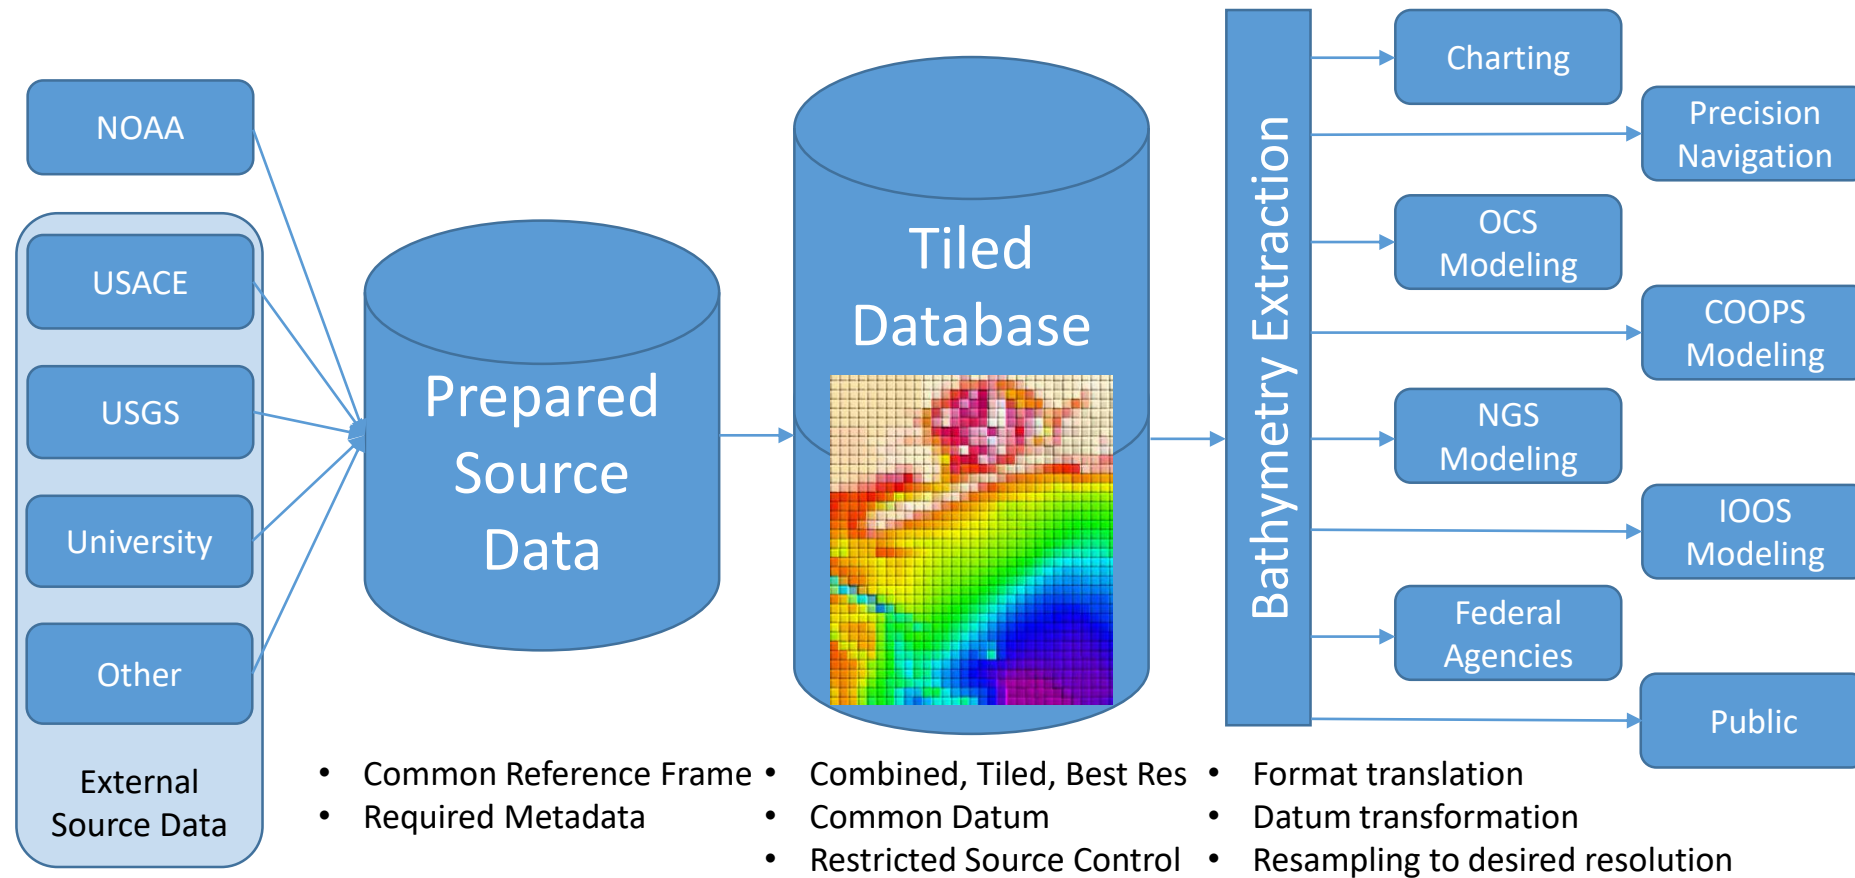 NOAA
USACE
USGS
University
Other
External
Source Data
Prepared
Source
Data
Tiled
Database
Bathymetry Extraction
Charting
Precision
Navigation
OCS
Modeling
COOPS
Modeling
NGS
Modeling
IOOS
Modeling
Federal
Agencies
Public
• Common Reference Frame
• Required Metadata
• Combined, Tiled, Best Res
• Common Datum
• Restricted Source Control
• Format translation
• Datum transformation
• Resampling to desired resolution